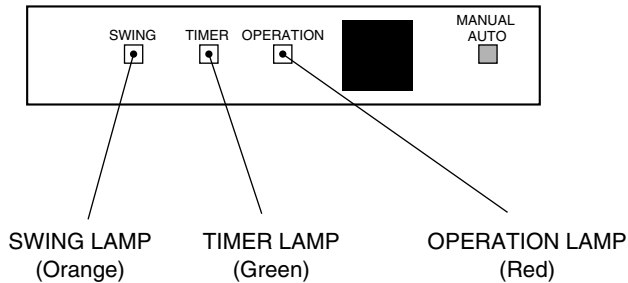 SWING TIMER OPERATION
MANUAL
AUTO
SWING LAMP
(Orange)
TIMER LAMP
(Green)
OPERATION LAMP
(Red)